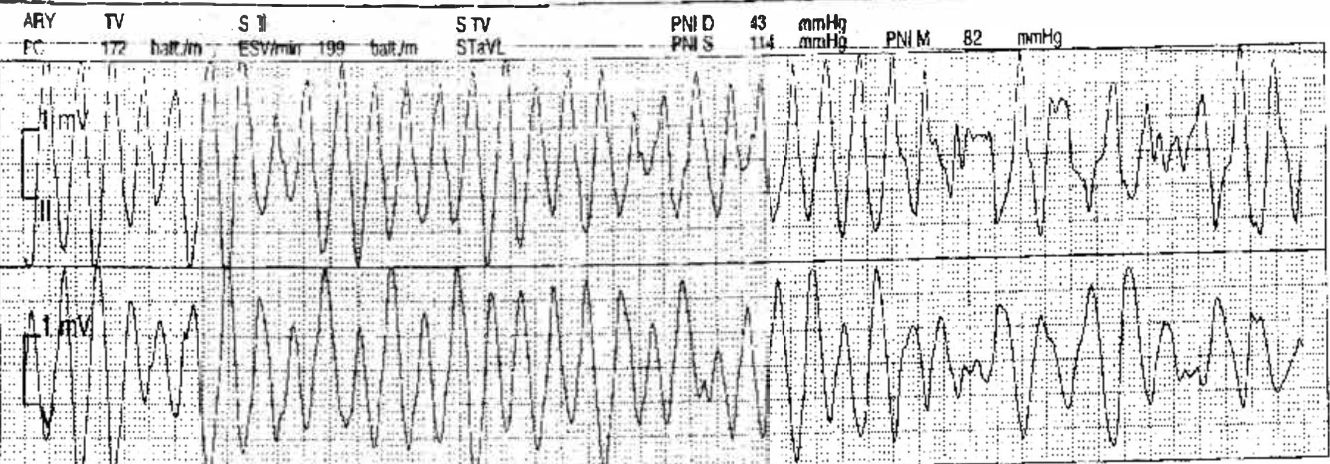 ARY TV S II S TV PNI D 43 mmHg
FC 172 batt./m ESV/min 199 batt./m STaVL PNI S 114 mmHg PNI M 82 mmHg
1 mV
II
1 mV